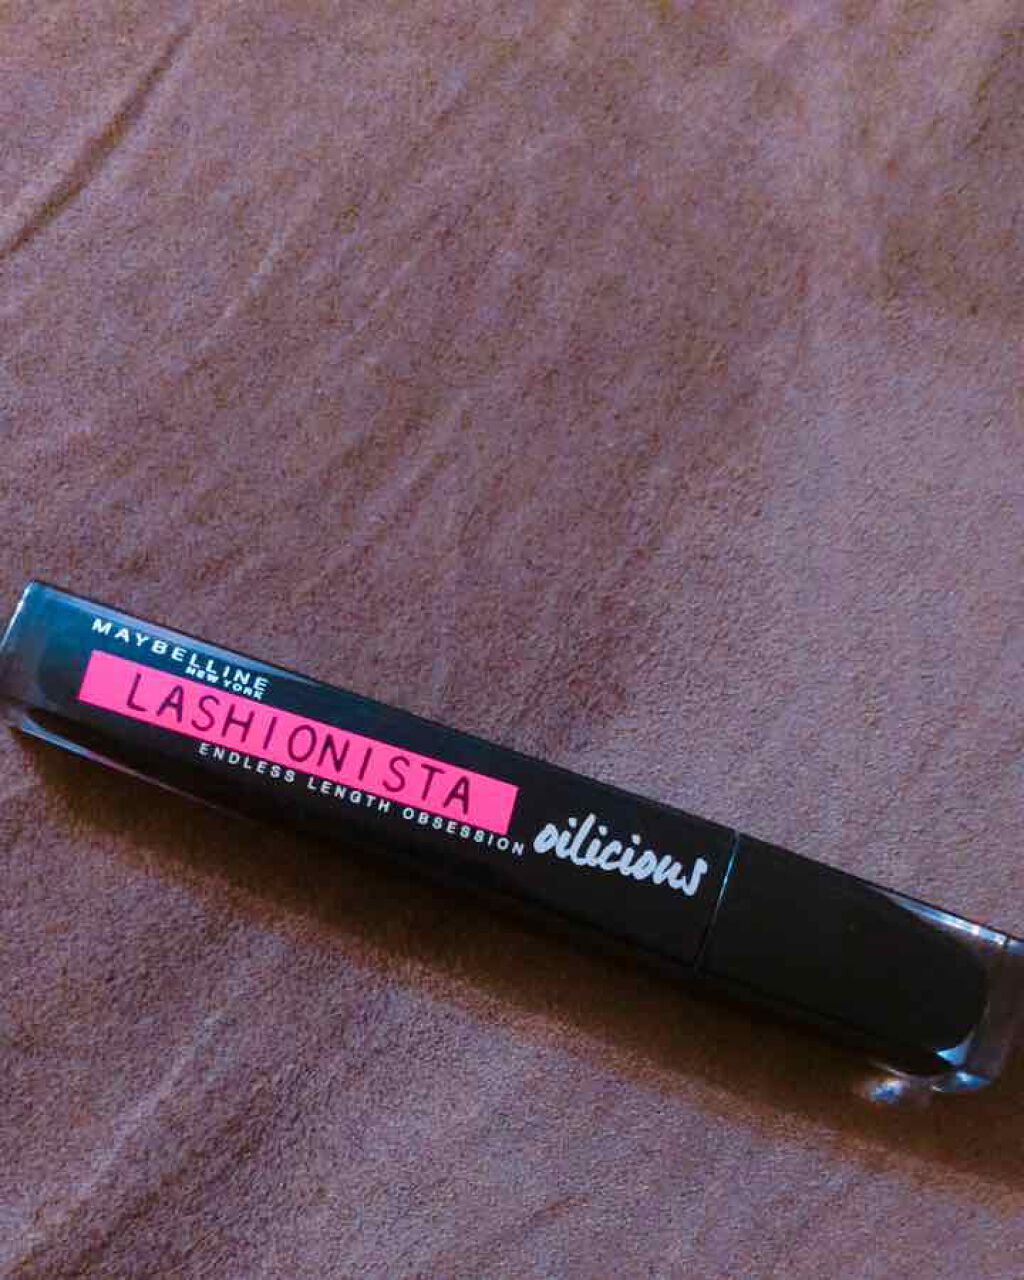 MAYBELLINE
NEW YORK
LASHIONISTA
ENDLESS LENGTH OBSESSION
oilicious